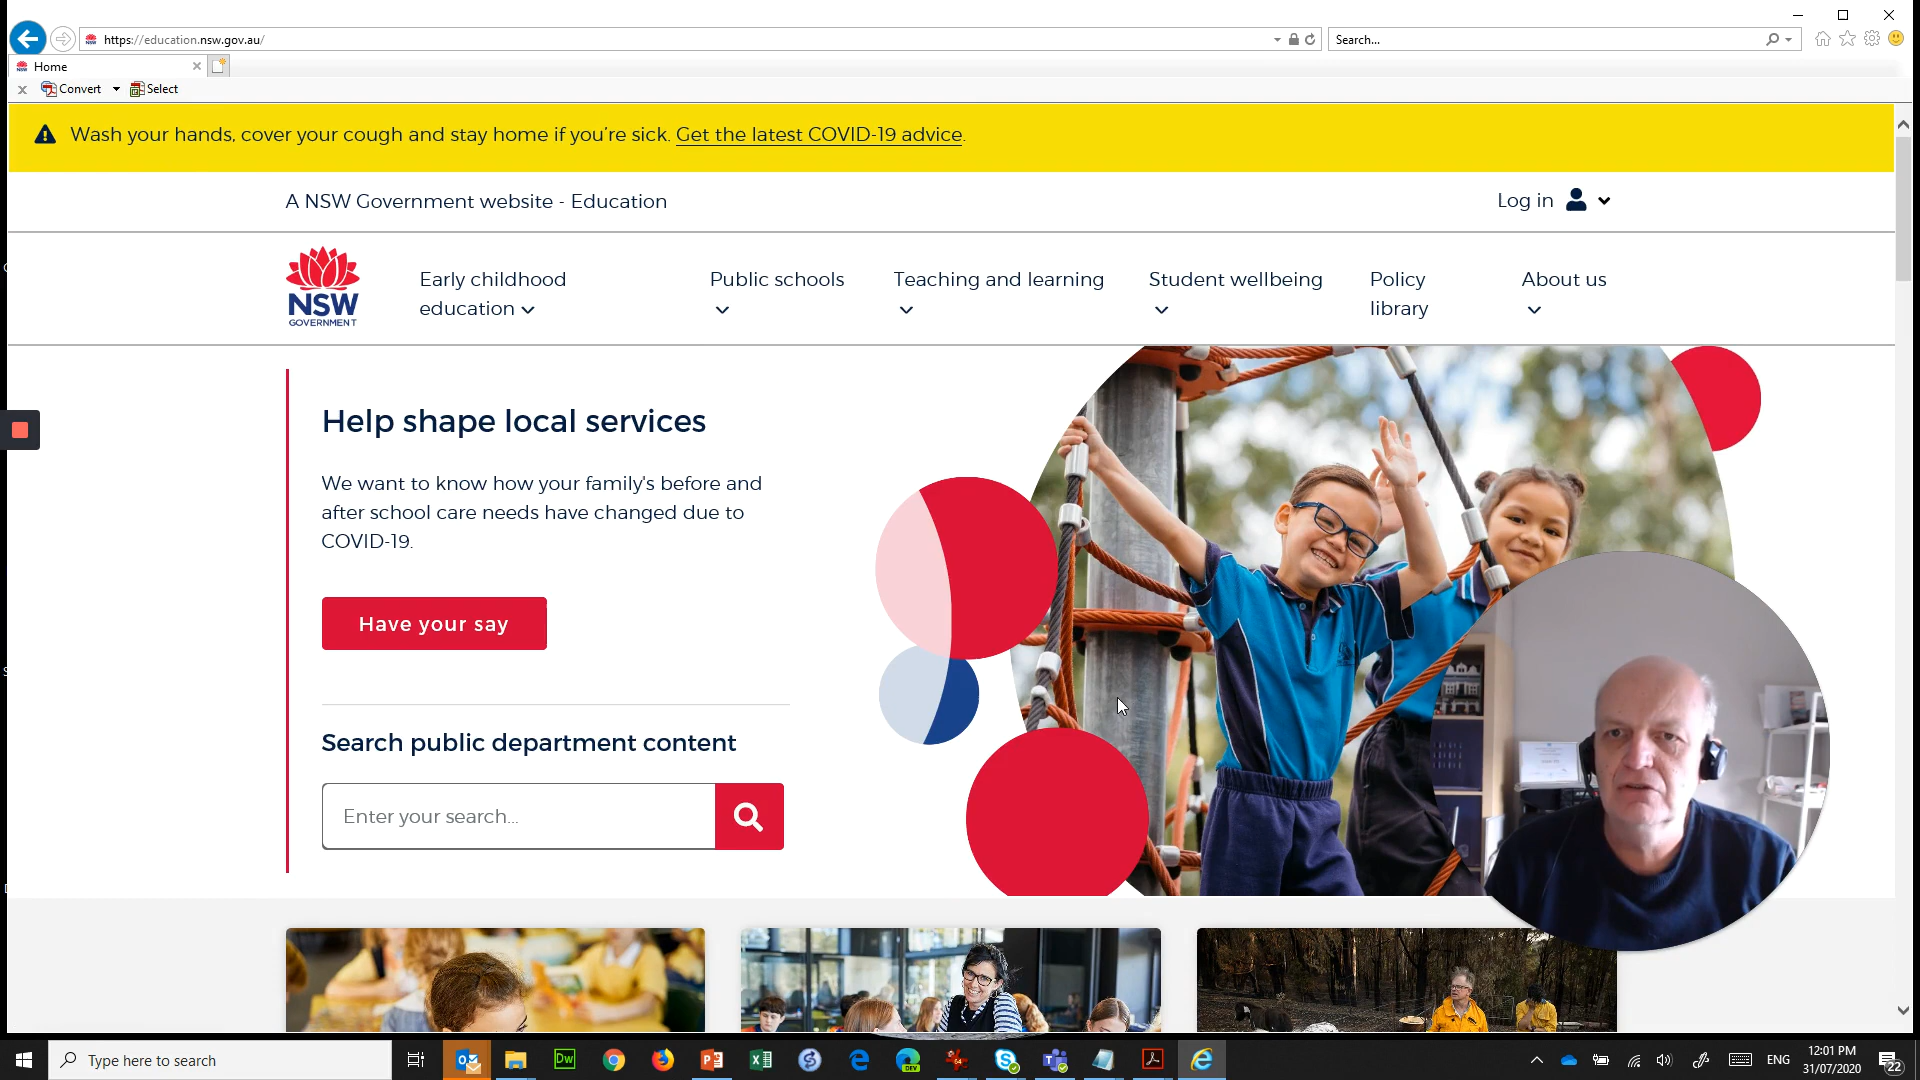 https://education.nsw.gov.au/
Search...
Home
Convert
Select
Wash your hands, cover your cough and stay home if you're sick. Get the latest COVID-19 advice.
A NSW Government website - Education
Log in
NSW
GOVERNMENT
Early childhood
education
Public schools
Teaching and learning
Student wellbeing
Policy
library
About us
Help shape local services
We want to know how your family's before and
after school care needs have changed due to
COVID-19.
Have your say
Search public department content
Enter your search...
Type here to search
Dw
DEV
64
ENG
12:01 PM
31/07/2020
22